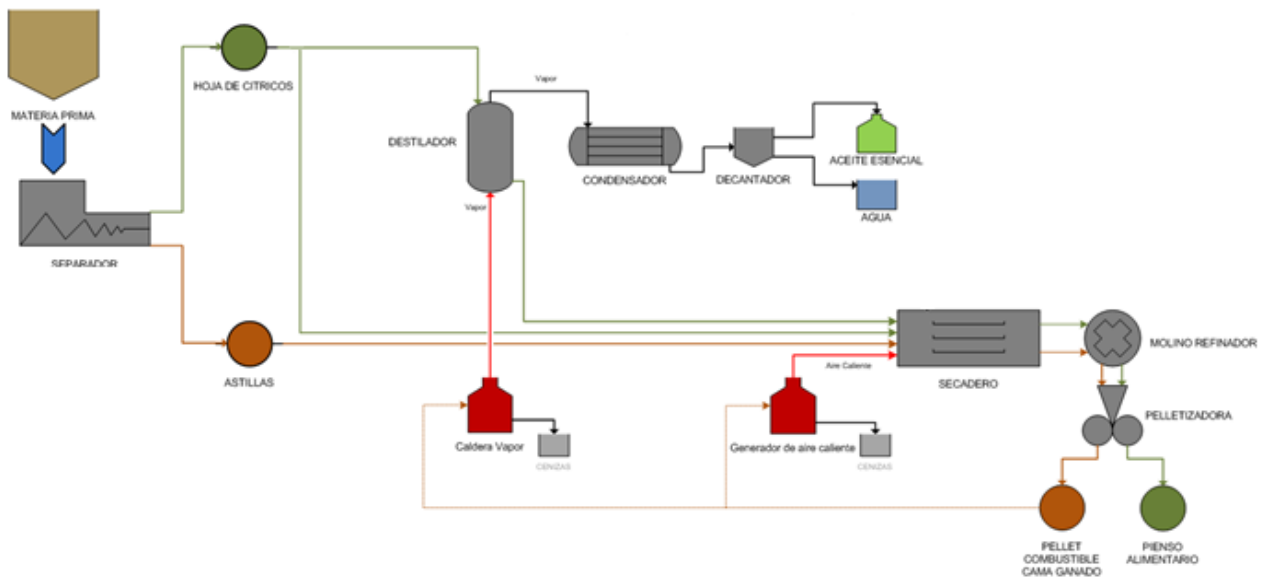 MATERIA PRIMA
SEPARADOR
HOJA DE CITRICOS
ASTILLAS
DESTILADOR
Vapor
Vapor
CONDENSADOR
DECANTADOR
ACEITE ESENCIAL
AGUA
Caldera Vapor
CENIZAS
Aire Caliente
Generador de aire caliente
CENIZAS
SECADERO
MOLINO REFINADOR
PELLETIZADORA
PELLET
COMBUSTIBLE
CAMA GANADO
PIENSO
ALIMENTARIO